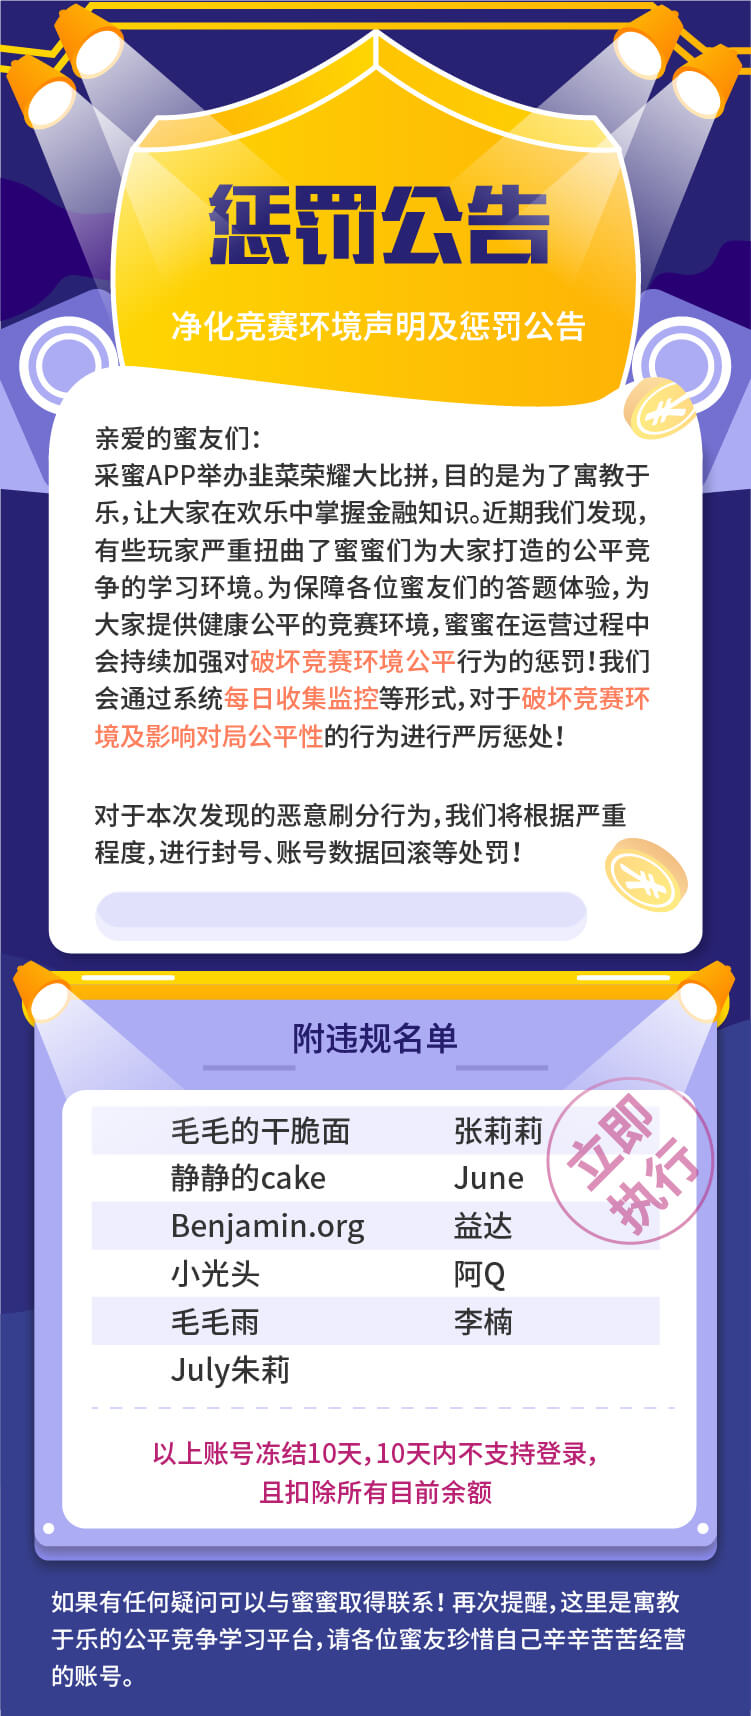 惩罚公告
净化竞赛环境声明及惩罚公告
亲爱的蜜友们：
采蜜APP举办韭菜荣耀大比拼，目的是为了寓教于
乐，让大家在欢乐中掌握金融知识。近期我们发现，
有些玩家严重扭曲了蜜蜜们为大家打造的公平竞
争的学习环境。为保障各位蜜友们的答题体验，为
大家提供健康公平的竞赛环境，蜜蜜在运营过程中
会持续加强对破坏竞赛环境公平行为的惩罚！我们
会通过系统每日收集监控等形式，对于破坏竞赛环
境及影响对局公平性的行为进行严厉惩处！
对于本次发现的恶意刷分行为，我们将根据严重
程度，进行封号、账号数据回滚等处罚！
附违规名单
毛毛的干脆面 张莉莉
静静的cake June
Benjamin.org 益达
小光头 阿Q
毛毛雨 李楠
July朱莉
立即
执行
以上账号冻结10天，10天内不支持登录，
且扣除所有目前余额
如果有任何疑问可以与蜜蜜取得联系！再次提醒，这里是寓教
于乐的公平竞争学习平台，请各位蜜友珍惜自己辛辛苦苦经营
的账号。